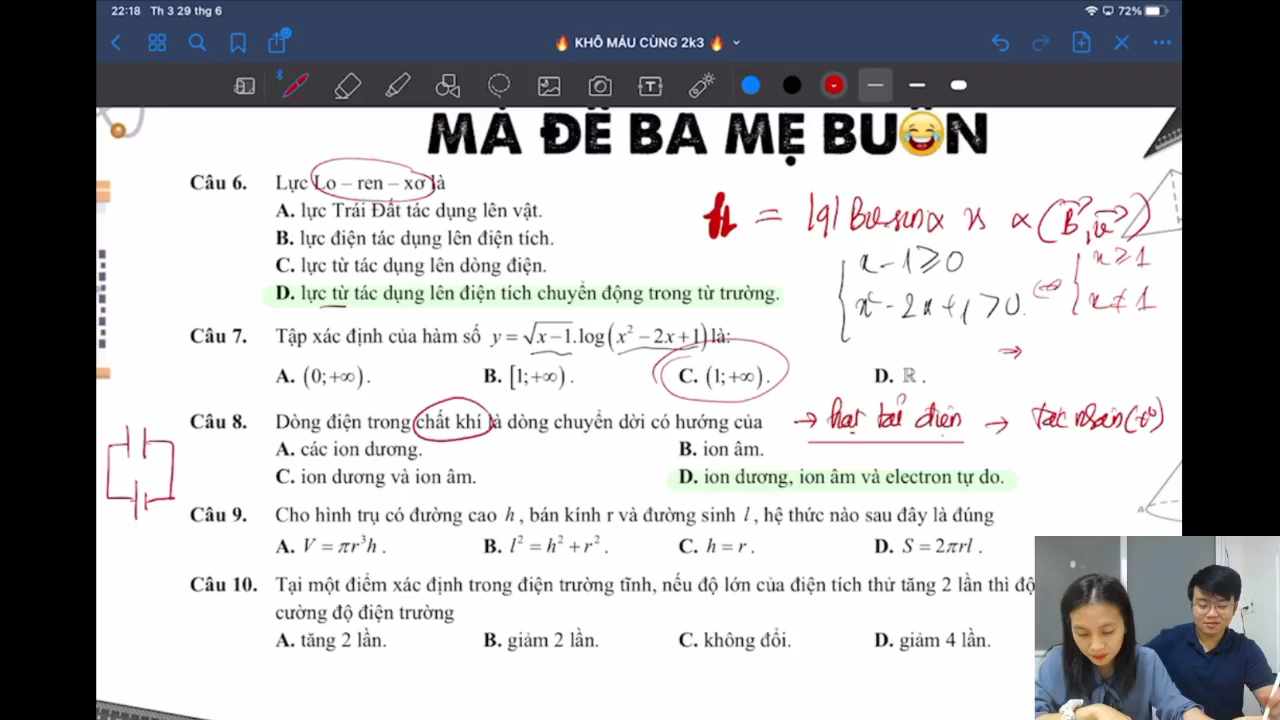 22:18 Th 3 29 thg 6
72%
🔥 KHÔ MÁU CÙNG 2k3 🔥
MÃ ĐỀ BA MẸ BUỒN
Câu 6. Lực Lo – ren – xơ là
A. lực Trái Đất tác dụng lên vật.
B. lực điện tác dụng lên điện tích.
C. lực từ tác dụng lên dòng điện.
D. lực từ tác dụng lên điện tích chuyển động trong từ trường.
= |q| Bv sin α
α (B, v)
x - 1 ⩾ 0
x² - 2x + 1 > 0
⇔
x ⩾ 1
x ≠ 1
⇒
Câu 7. Tập xác định của hàm số y = √x−1.log(x² − 2x + 1) là:
A. (0; +∞).
B. [1; +∞).
C. (1; +∞).
D. ℝ.
Câu 8. Dòng điện trong chất khí là dòng chuyển dời có hướng của
→ hạt tải điện → tác nhân (t°)
A. các ion dương.
B. ion âm.
C. ion dương và ion âm.
D. ion dương, ion âm và electron tự do.
Câu 9. Cho hình trụ có đường cao h, bán kính r và đường sinh l, hệ thức nào sau đây là đúng
A. V = πr³h.
B. l² = h² + r².
C. h = r.
D. S = 2πrl.
Câu 10. Tại một điểm xác định trong điện trường tĩnh, nếu độ lớn của điện tích thử tăng 2 lần thì độ
cường độ điện trường
A. tăng 2 lần.
B. giảm 2 lần.
C. không đổi.
D. giảm 4 lần.
A